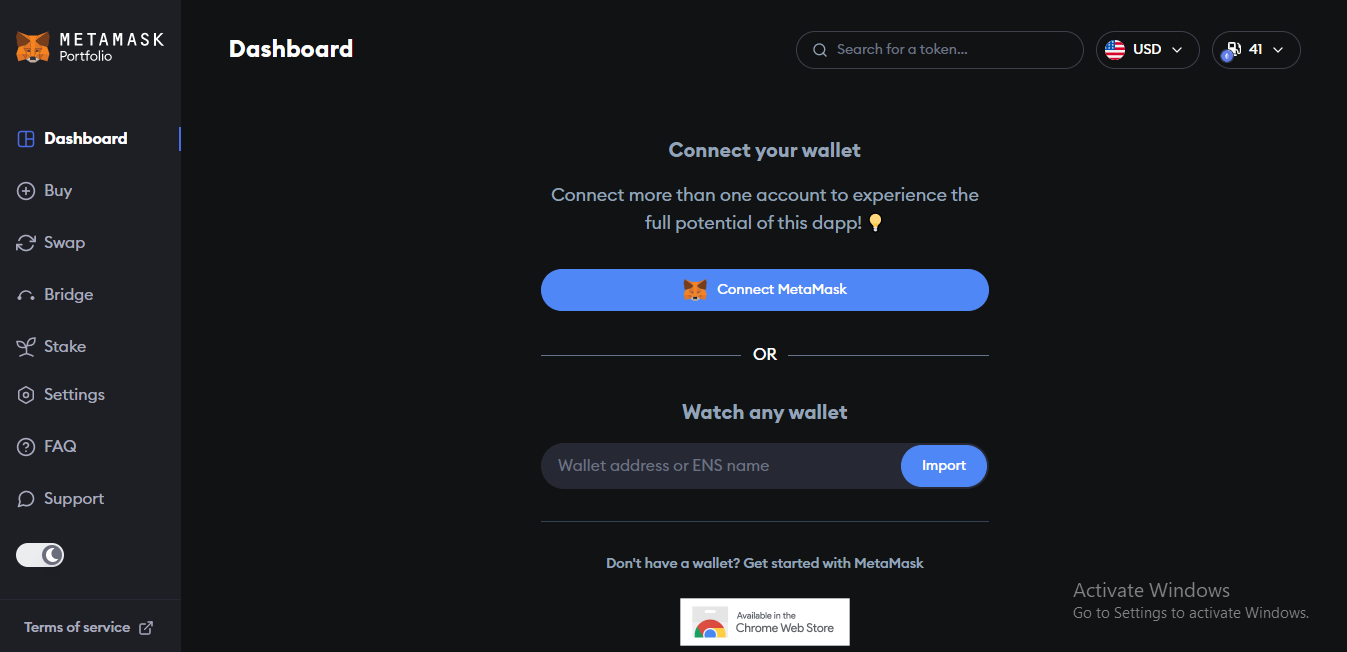 METAMASK
Portfolio
Dashboard
Buy
Swap
Bridge
Stake
Settings
FAQ
Support
Terms of service
Dashboard
Search for a token...
USD
41
Connect your wallet
Connect more than one account to experience the
full potential of this dapp! 💡
Connect MetaMask
OR
Watch any wallet
Wallet address or ENS name
Import
Don't have a wallet? Get started with MetaMask
Available in the
Chrome Web Store
Activate Windows
Go to Settings to activate Windows.